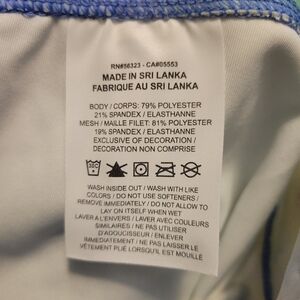 RN#56323 - CA#05553
MADE IN SRI LANKA
FABRIQUE AU SRI LANKA
BODY / CORPS: 79% POLYESTER
21% SPANDEX / ELASTHANNE
MESH / MAILLE FILET: 81% POLYESTER
19% SPANDEX / ELASTHANNE
EXCLUSIVE OF DECORATION /
DECORATION NON COMPRISE
WASH INSIDE OUT / WASH WITH LIKE
COLORS / DO NOT USE SOFTENERS /
REMOVE IMMEDIATELY / DO NOT ALLOW TO
LAY ON ITSELF WHEN WET
LAVER A L'ENVERS / LAVER AVEC COULEURS
SIMILAIRES / NE PAS UTILISER
D'ADOUCISSEUR / ENLEVER
IMMEDIATEMENT / NE PAS LAISSER LE
VÊTEMENT PLIE LORSQU'IL EST MOUILLE